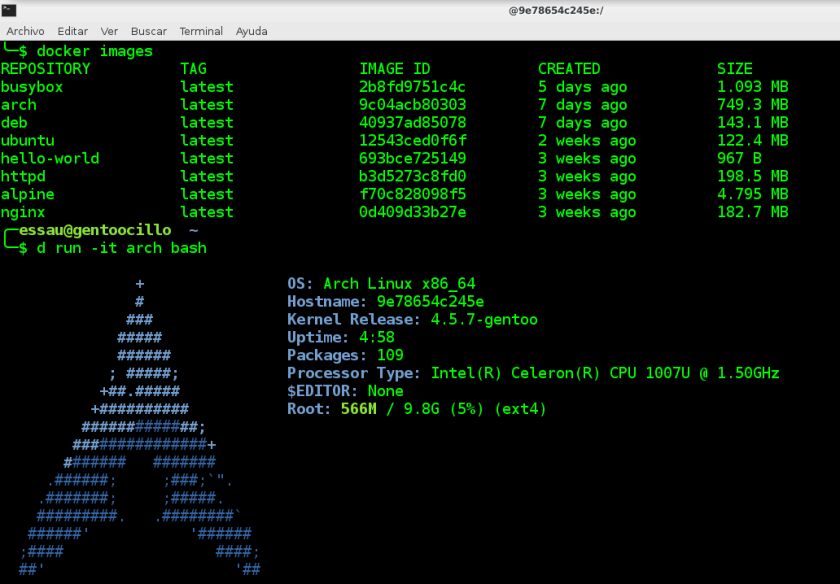 @9e78654c245e:/
Archivo Editar Ver Buscar Terminal Ayuda
╰─$ docker images
REPOSITORY TAG IMAGE ID CREATED SIZE
busybox latest 2b8fd9751c4c 5 days ago 1.093 MB
arch latest 9c04acb80303 7 days ago 749.3 MB
deb latest 40937ad85078 7 days ago 143.1 MB
ubuntu latest 12543ced0f6f 2 weeks ago 122.4 MB
hello-world latest 693bce725149 3 weeks ago 967 B
httpd latest b3d5273c8fd0 3 weeks ago 198.5 MB
alpine latest f70c828098f5 3 weeks ago 4.795 MB
nginx latest 0d409d33b27e 3 weeks ago 182.7 MB
╭─essau@gentoocillo ~
╰─$ d run -it arch bash
+ OS: Arch Linux x86_64
# Hostname: 9e78654c245e
### Kernel Release: 4.5.7-gentoo
##### Uptime: 4:58
###### Packages: 109
; #####; Processor Type: Intel(R) Celeron(R) CPU 1007U @ 1.50GHz
+##.##### $EDITOR: None
+########## Root: 566M / 9.8G (5%) (ext4)
#############;
###############+
####### #######
.######; ;###;`".
.#######; ;#####.
#########. .########`
######' '######
;#### ####;
##' '##